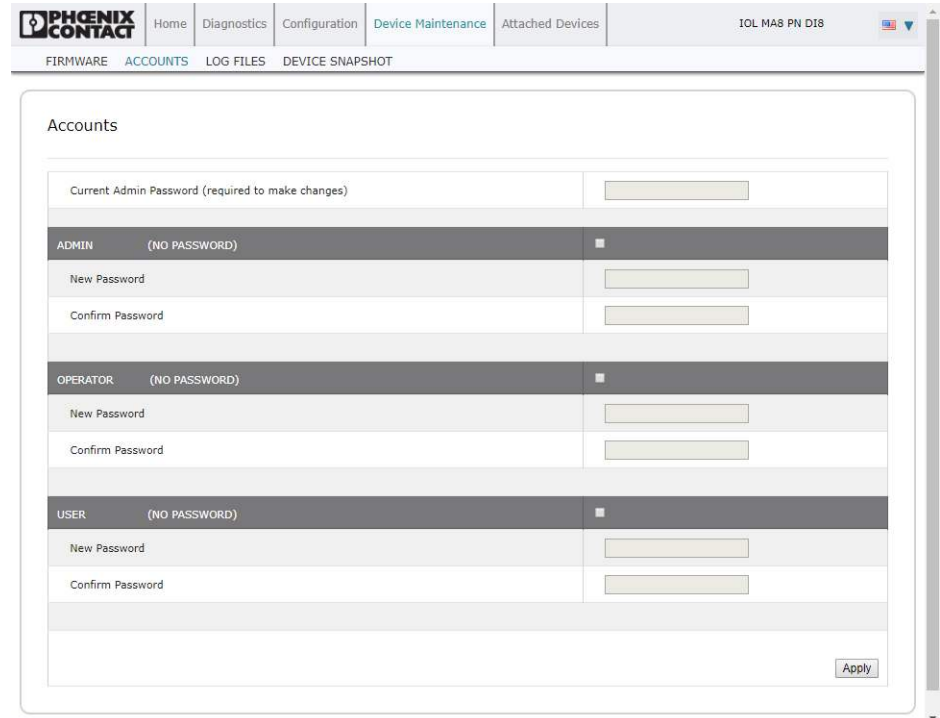 PHŒNIX
CONTACT
Home Diagnostics Configuration Device Maintenance Attached Devices IOL MA8 PN DI8
FIRMWARE ACCOUNTS LOG FILES DEVICE SNAPSHOT
Accounts
Current Admin Password (required to make changes)
ADMIN (NO PASSWORD)
New Password
Confirm Password
OPERATOR (NO PASSWORD)
New Password
Confirm Password
USER (NO PASSWORD)
New Password
Confirm Password
Apply